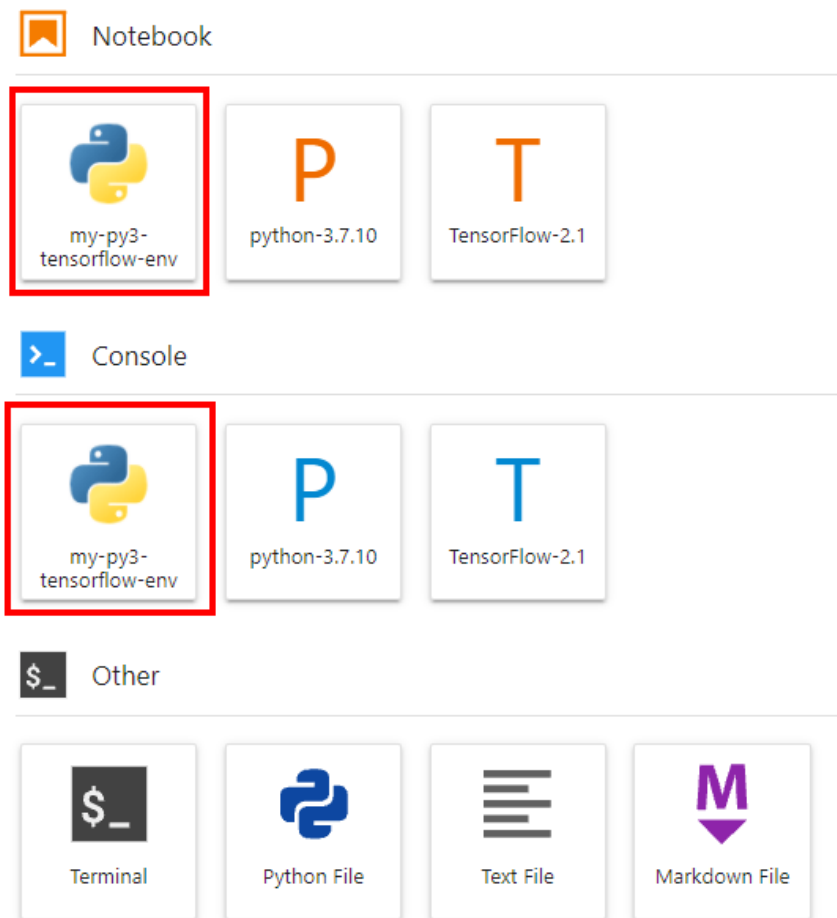 Notebook
my-py3-
tensorflow-env
P
python-3.7.10
T
TensorFlow-2.1
>_ Console
my-py3-
tensorflow-env
P
python-3.7.10
T
TensorFlow-2.1
$_ Other
$_
Terminal
Python File
Text File
M
Markdown File